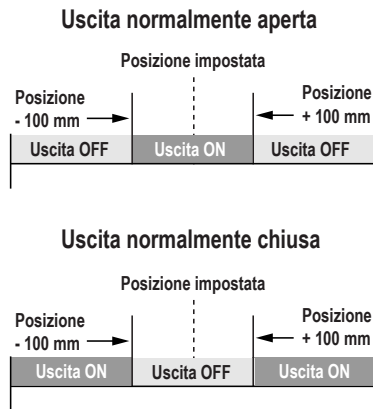 Uscita normalmente aperta
Posizione impostata
Posizione
- 100 mm
Posizione
+ 100 mm
Uscita OFF
Uscita ON
Uscita OFF
Uscita normalmente chiusa
Posizione impostata
Posizione
- 100 mm
Posizione
+ 100 mm
Uscita ON
Uscita OFF
Uscita ON